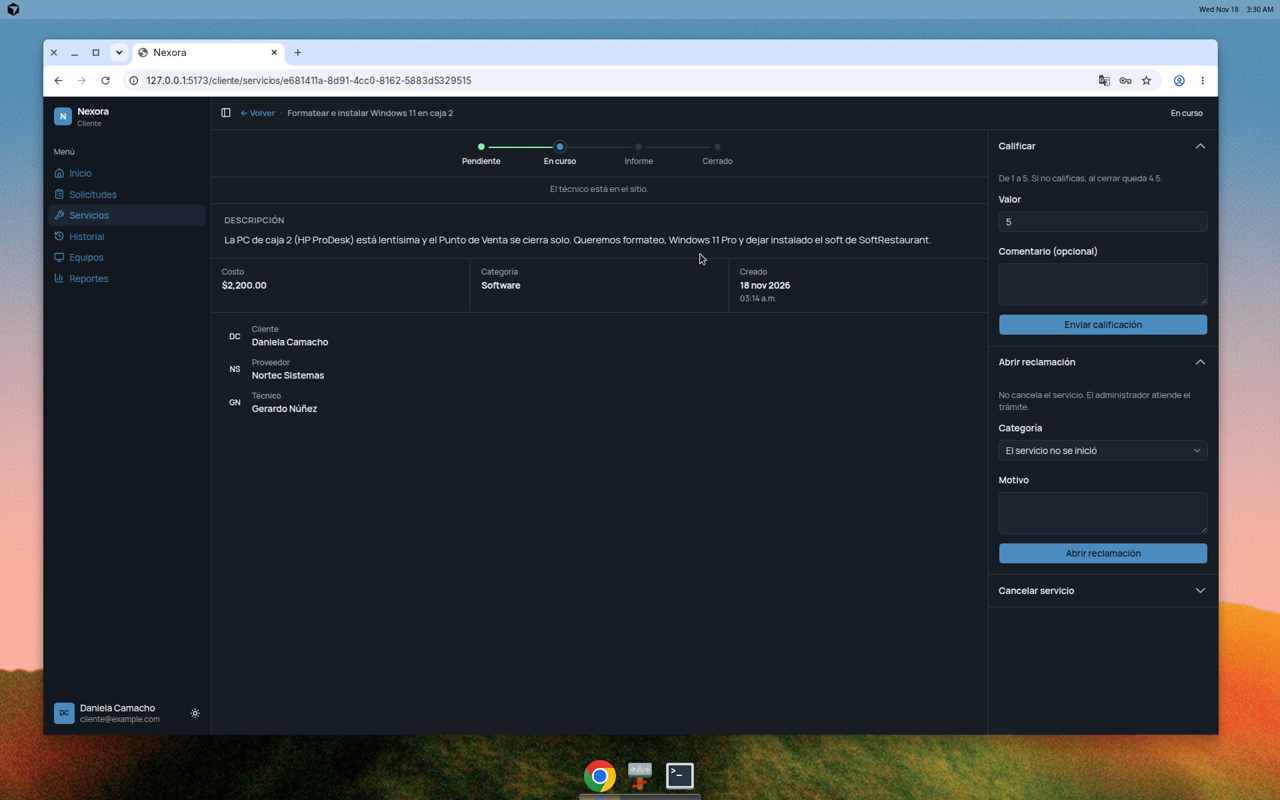 Wed Nov 18 3:30 AM
Nexora
127.0.0.1:5173/cliente/servicios/e681411a-8d91-4cc0-8162-5883d5329515
N
Nexora
Cliente
Menú
Inicio
Solicitudes
Servicios
Historial
Equipos
Reportes
DC
Daniela Camacho
cliente@example.com
← Volver · Formatear e instalar Windows 11 en caja 2
En curso
Pendiente En curso Informe Cerrado
El técnico está en el sitio.
DESCRIPCIÓN
La PC de caja 2 (HP ProDesk) está lentísima y el Punto de Venta se cierra solo. Queremos formateo, Windows 11 Pro y dejar instalado el soft de SoftRestaurant.
Costo
$2,200.00
Categoría
Software
Creado
18 nov 2026
03:14 a.m.
DC
Cliente
Daniela Camacho
NS
Proveedor
Nortec Sistemas
GN
Técnico
Gerardo Núñez
Calificar
De 1 a 5. Si no calificas, al cerrar queda 4.5.
Valor
5
Comentario (opcional)
Enviar calificación
Abrir reclamación
No cancela el servicio. El administrador atiende el
trámite.
Categoría
El servicio no se inició
Motivo
Abrir reclamación
Cancelar servicio